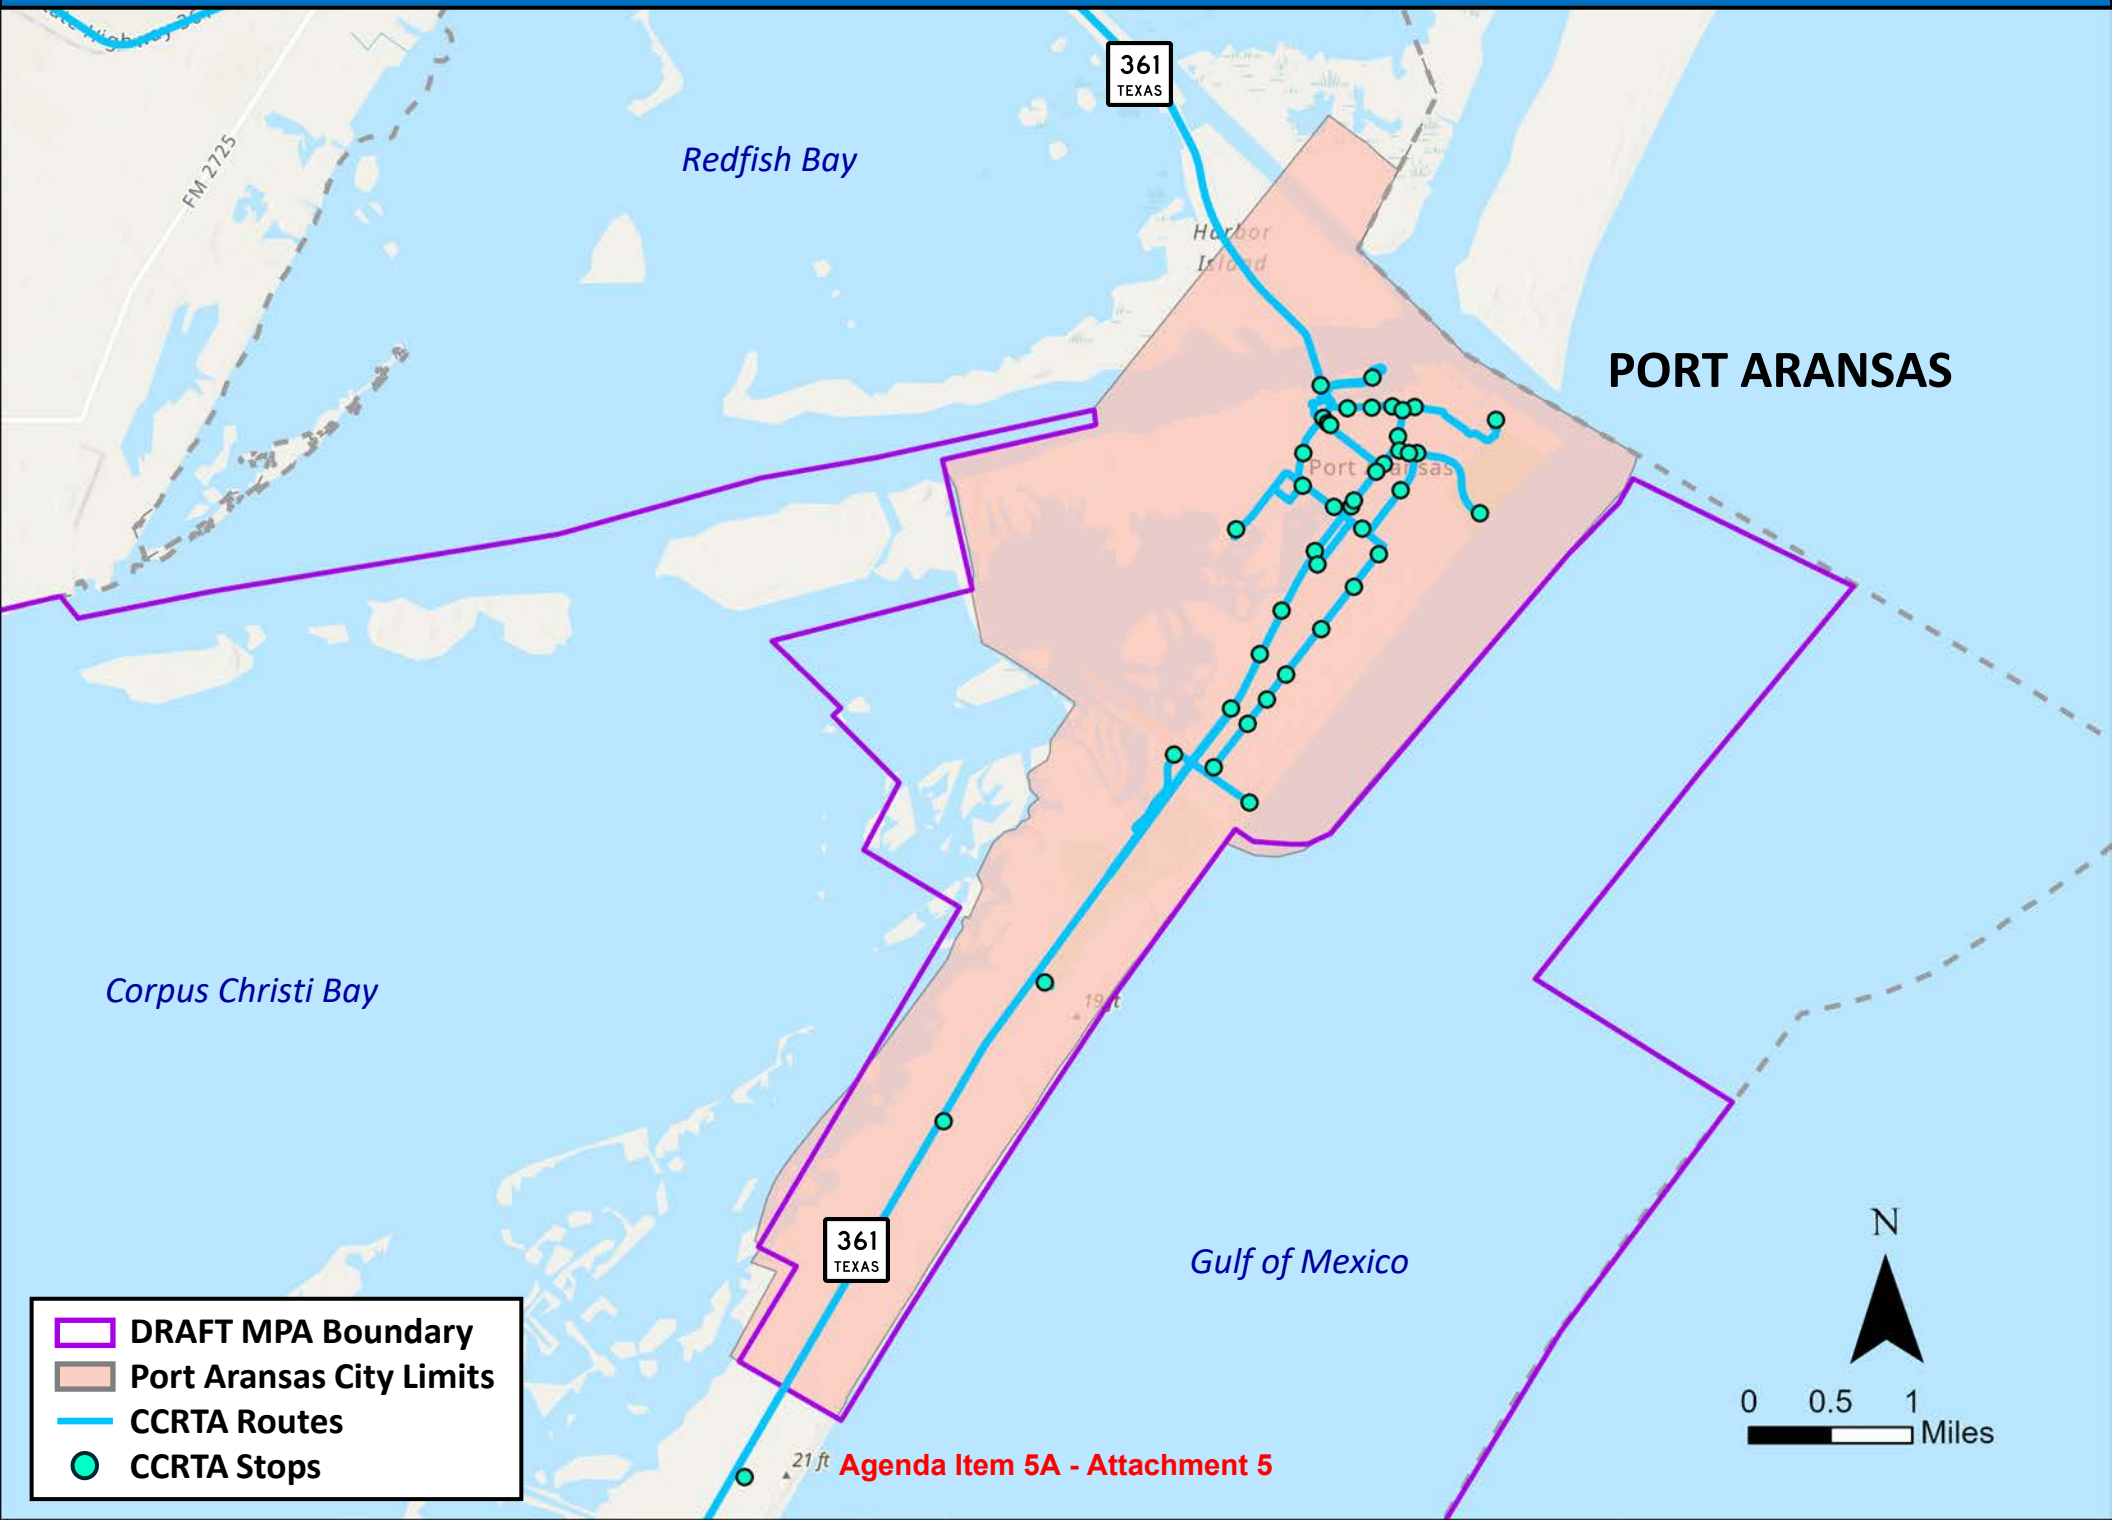 361
TEXAS
FM 2725
Redfish Bay
Harbor
Island
PORT ARANSAS
Port Aransas
Corpus Christi Bay
19 ft
361
TEXAS
Gulf of Mexico
N
DRAFT MPA Boundary
Port Aransas City Limits
CCRTA Routes
CCRTA Stops
0 0.5 1
Miles
21 ft
Agenda Item 5A - Attachment 5